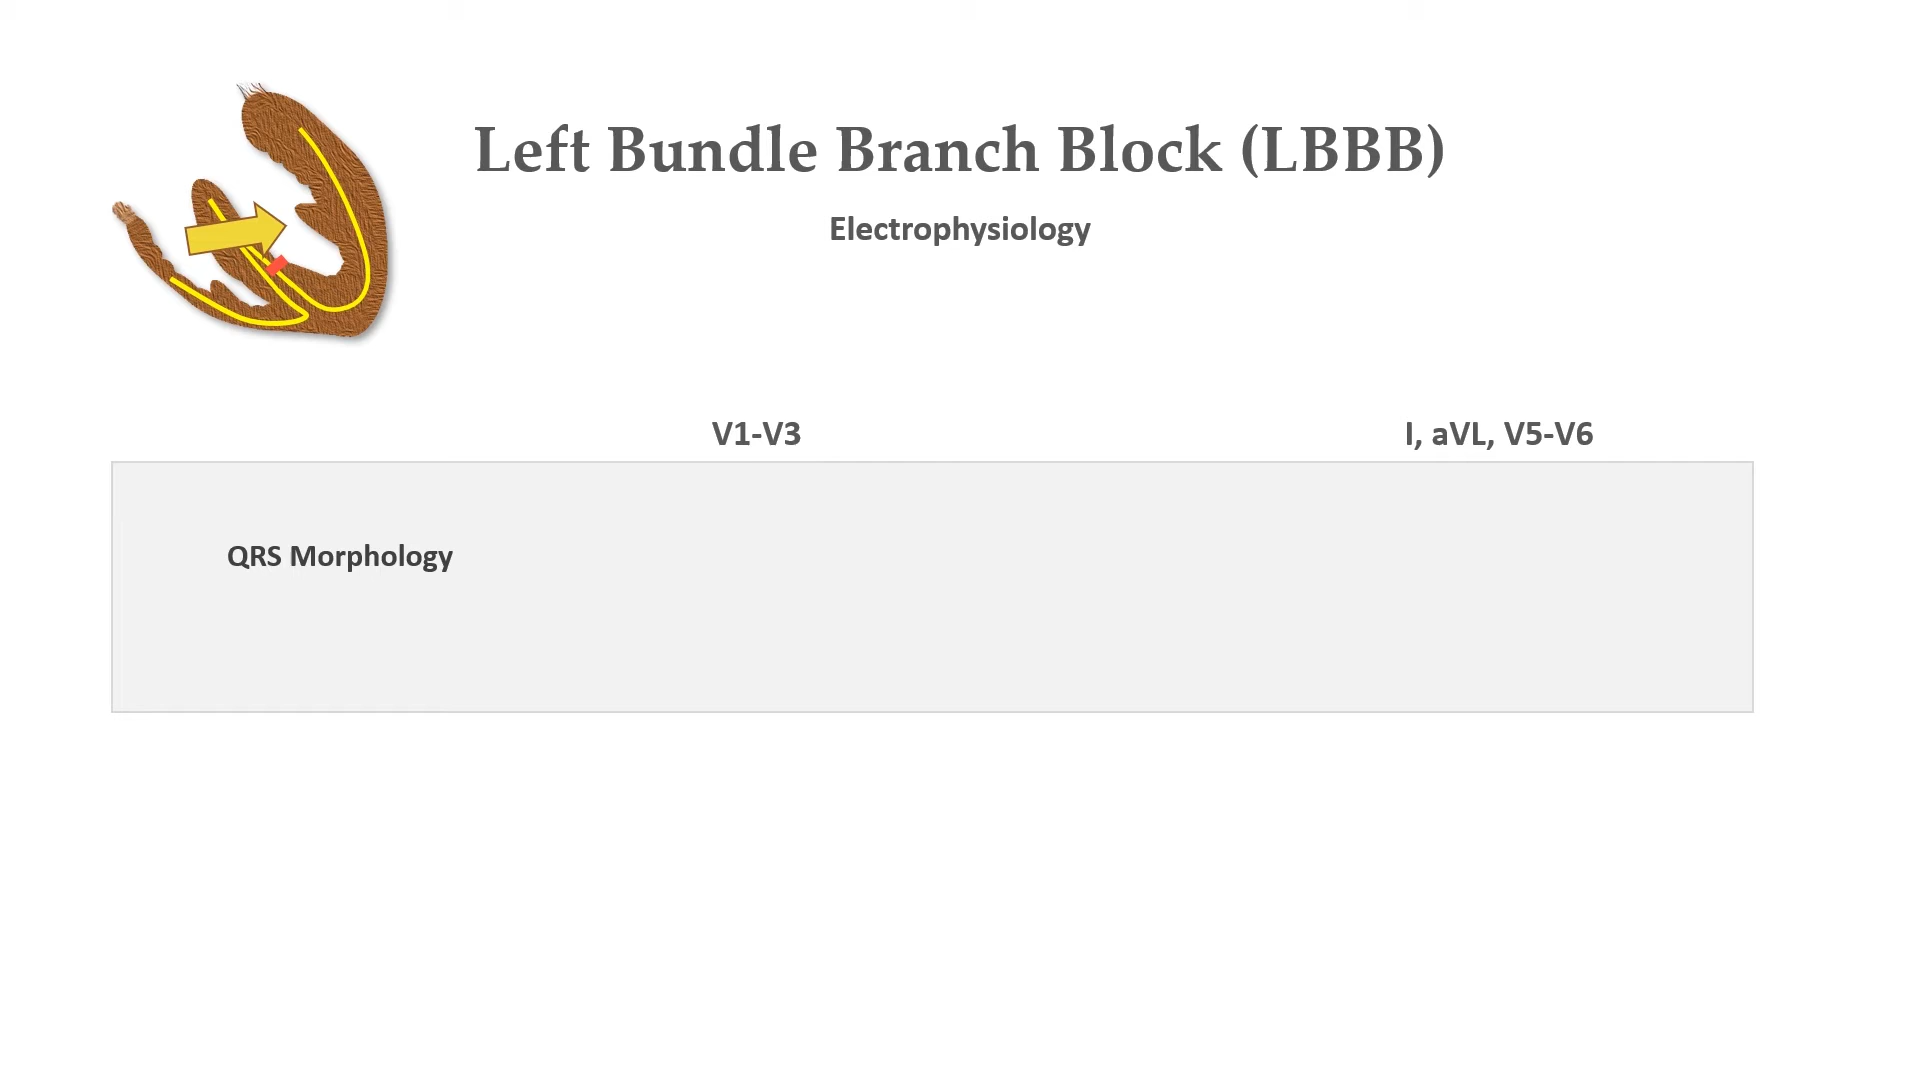 Left Bundle Branch Block (LBBB)
Electrophysiology
V1-V3
I, aVL, V5-V6
QRS Morphology